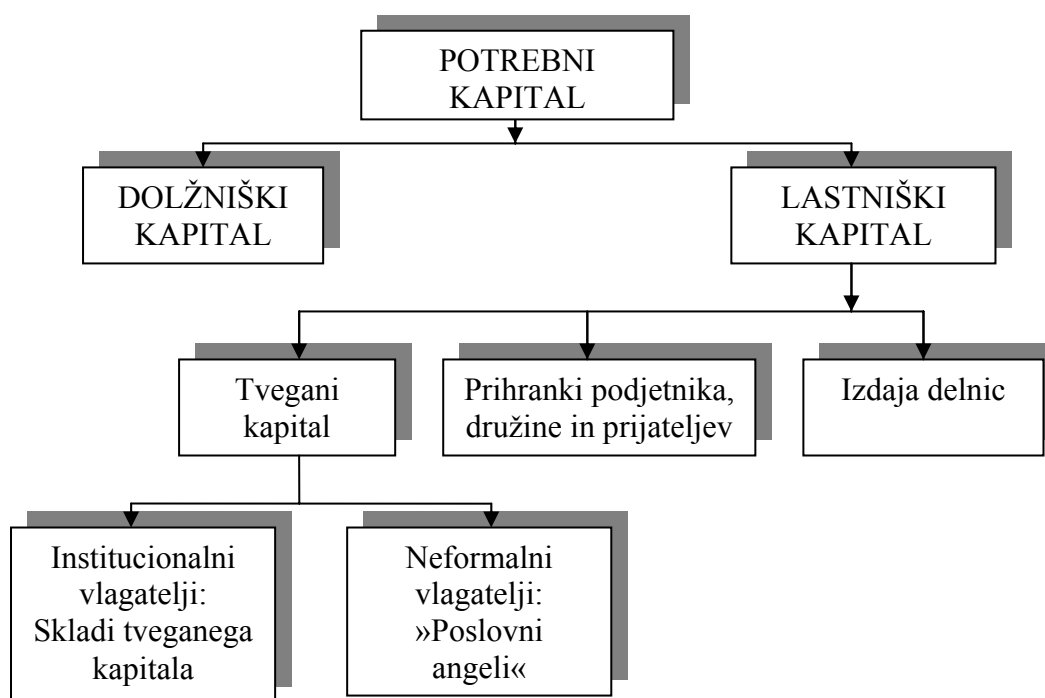 POTREBNI
KAPITAL
DOLŽNIŠKI
KAPITAL
LASTNIŠKI
KAPITAL
Tvegani
kapital
Prihranki podjetnika,
družine in prijateljev
Izdaja delnic
Institucionalni
vlagatelji:
Skladi tveganega
kapitala
Neformalni
vlagatelji:
»Poslovni
angeli«